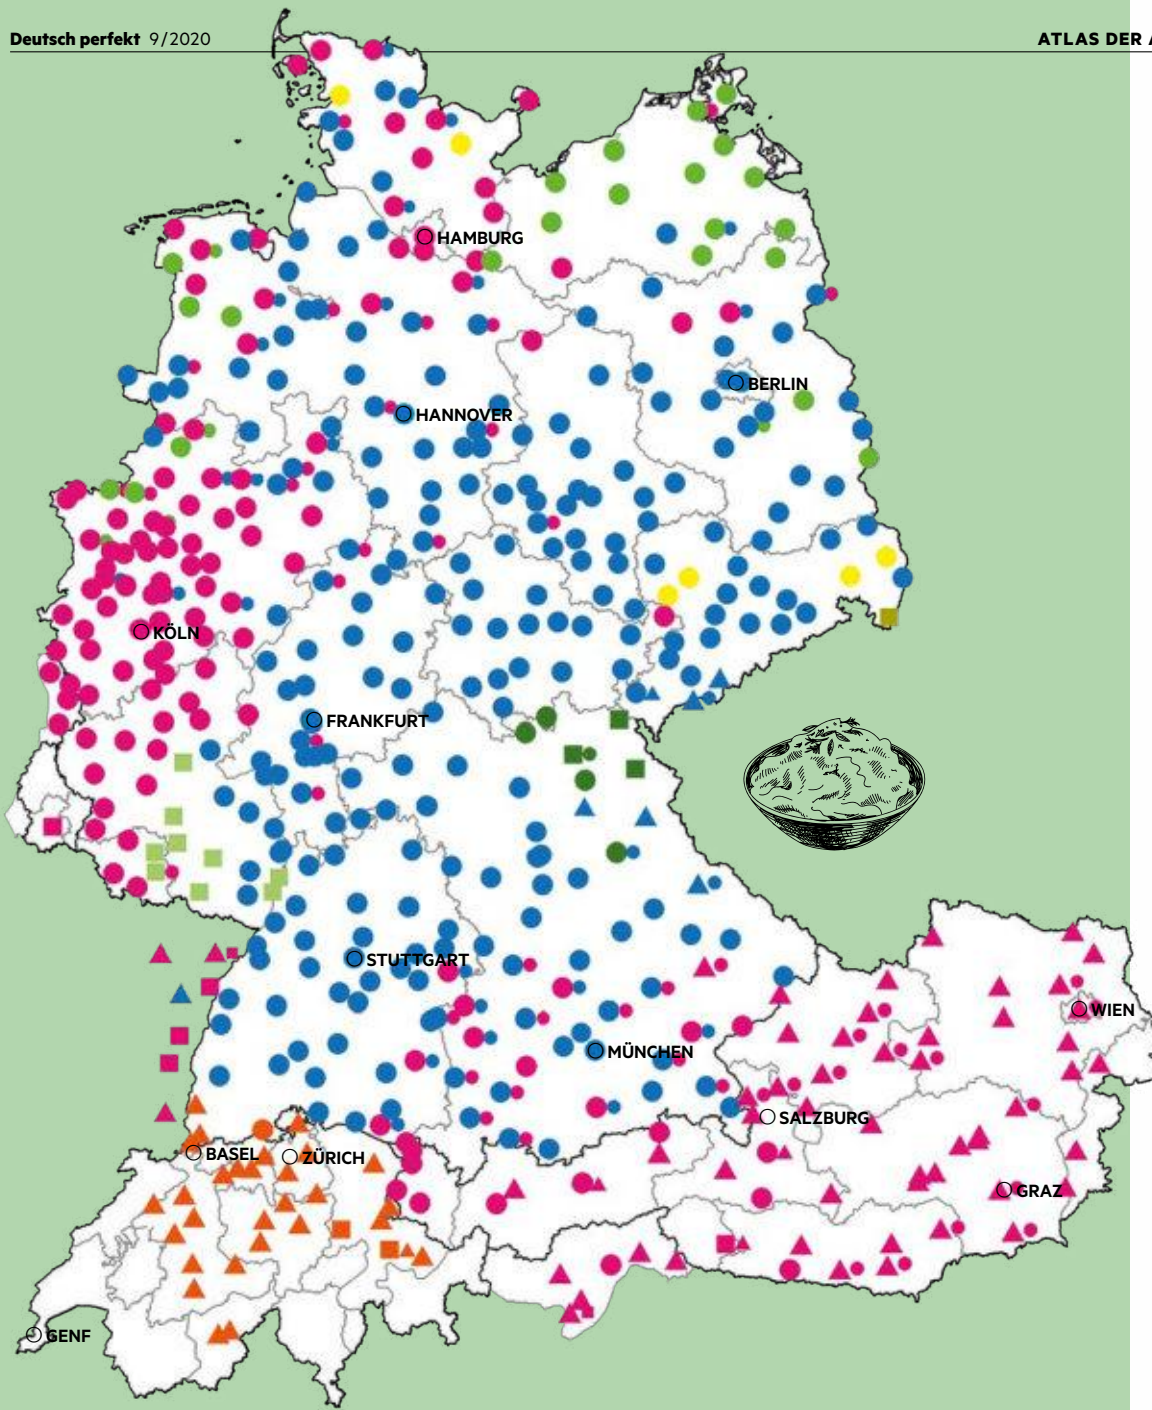 Deutsch perfekt 9/2020
ATLAS DER A
HAMBURG
BERLIN
HANNOVER
KÖLN
FRANKFURT
STUTTGART
WIEN
MÜNCHEN
SALZBURG
BASEL
ZÜRICH
GRAZ
GENF